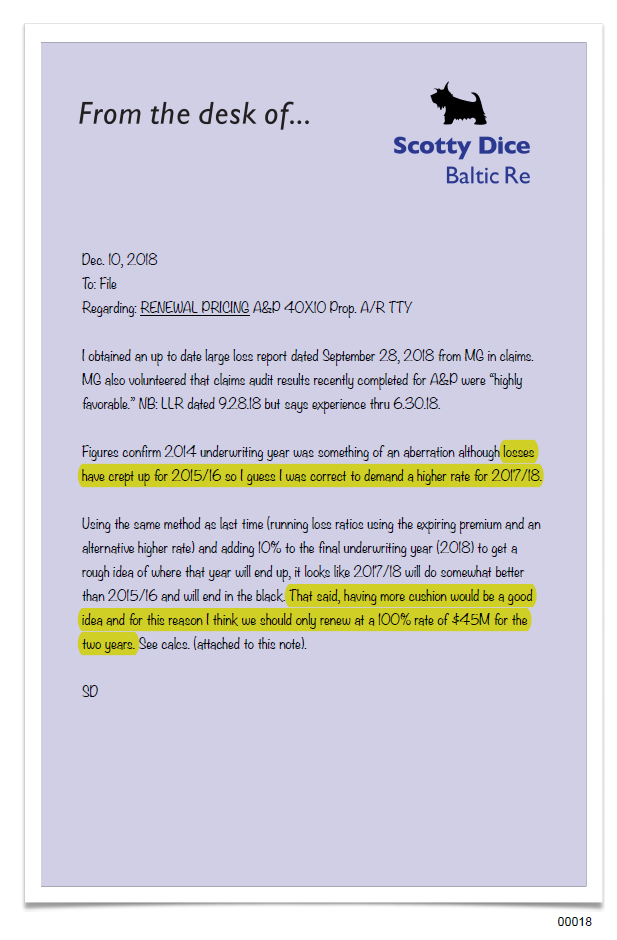 From the desk of...
Scotty Dice
Baltic Re
Dec. 10, 2018
To: File
Regarding: RENEWAL PRICING A&P 40X10 Prop. A/R TTY
I obtained an up to date large loss report dated September 28, 2018 from MG in claims.
MG also volunteered that claims audit results recently completed for A&P were "highly
favorable." NB: LLR dated 9.28.18 but says experience thru 6.30.18.
Figures confirm 2014 underwriting year was something of an aberration although losses
have crept up for 2015/16 so I guess I was correct to demand a higher rate for 2017/18.
Using the same method as last time (running loss ratios using the expiring premium and an
alternative higher rate) and adding 10% to the final underwriting year (2018) to get a
rough idea of where that year will end up, it looks like 2017/18 will do somewhat better
than 2015/16 and will end in the black. That said, having more cushion would be a good
idea and for this reason I think we should only renew at a 100% rate of $45M for the
two years. See calcs. (attached to this note).
SD
00018